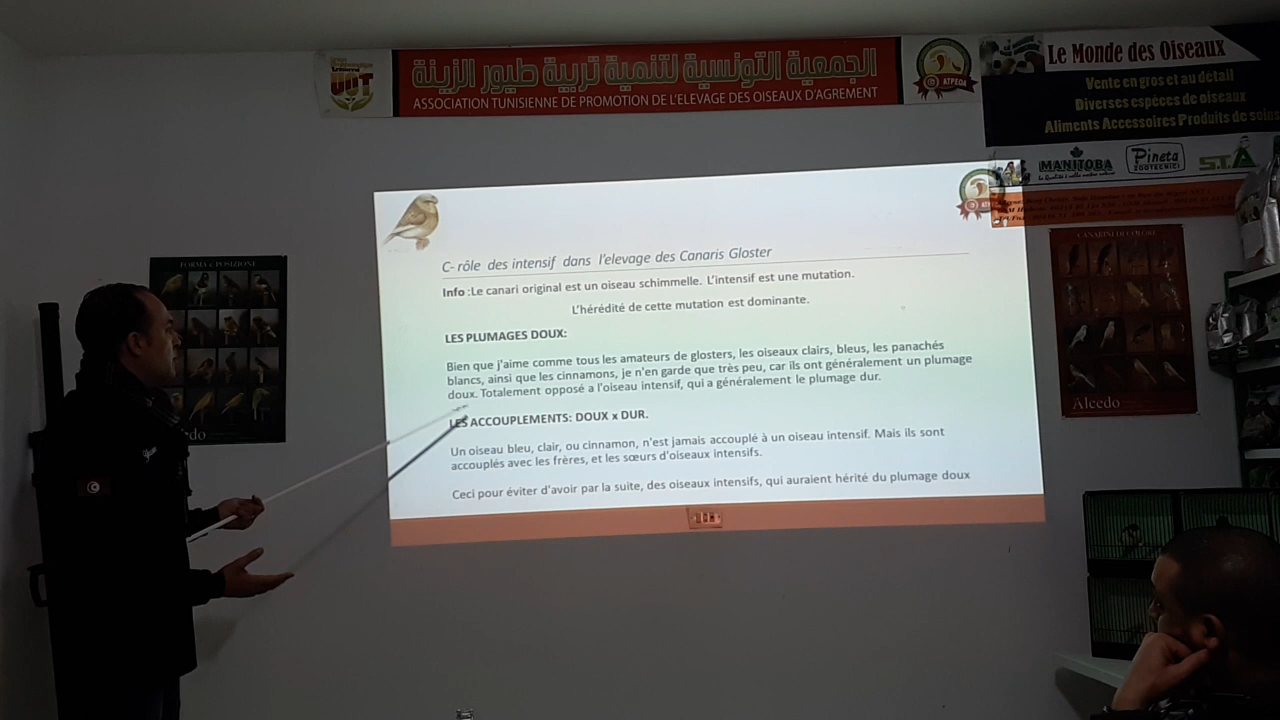 الجمعية التونسية لتنمية تربية طيور الزينة
ASSOCIATION TUNISIENNE DE PROMOTION DE L'ELEVAGE DES OISEAUX D'AGREMENT
ATPEOA
Le Monde des Oiseaux
Vente en gros et au détail
Diverses espèces de oiseaux
Aliments Accessoires Produits de soins
MANITOBA
Pineta
ZOOTECNICI
S.T.A
FORMA e POSIZIONE
CANARINI DI COLORE
Alcedo
do
C- rôle des intensif dans l'elevage des Canaris Gloster
Info :Le canari original est un oiseau schimmelle. L'intensif est une mutation.
L'hérédité de cette mutation est dominante.
LES PLUMAGES DOUX:
Bien que j'aime comme tous les amateurs de glosters, les oiseaux clairs, bleus, les panachés
blancs, ainsi que les cinnamons, je n'en garde que très peu, car ils ont généralement un plumage
doux. Totalement opposé a l'oiseau intensif, qui a généralement le plumage dur.
LES ACCOUPLEMENTS: DOUX x DUR.
Un oiseau bleu, clair, ou cinnamon, n'est jamais accouplé à un oiseau intensif. Mais ils sont
accouplés avec les frères, et les sœurs d'oiseaux intensifs.
Ceci pour éviter d'avoir par la suite, des oiseaux intensifs, qui auraient hérité du plumage doux